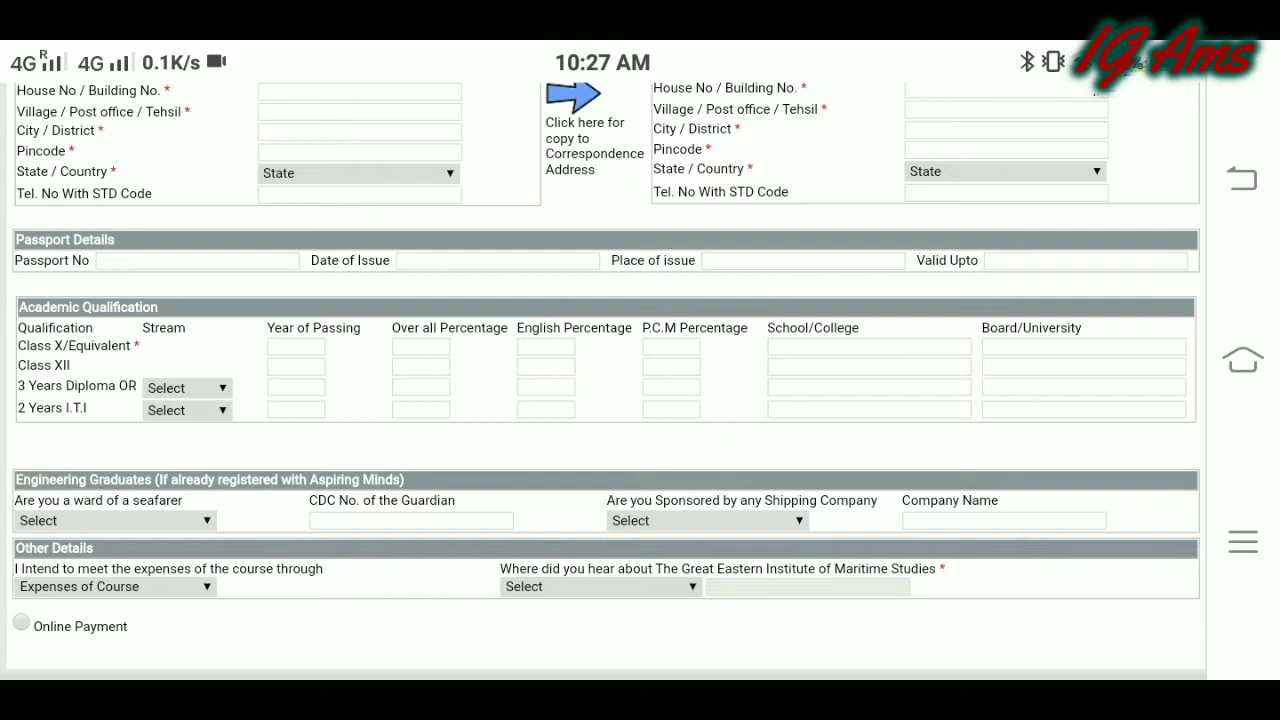 4G R 4G 0.1K/s 10:27 AM
IG Ams
House No / Building No. * House No / Building No. *
Village / Post office / Tehsil * Click here for Village / Post office / Tehsil *
City / District * copy to City / District *
Pincode * Correspondence Pincode *
State / Country * State Address State / Country * State
Tel. No With STD Code Tel. No With STD Code
Passport Details
Passport No Date of Issue Place of issue Valid Upto
Academic Qualification
Qualification Stream Year of Passing Over all Percentage English Percentage P.C.M Percentage School/College Board/University
Class X/Equivalent *
Class XII
3 Years Diploma OR Select
2 Years I.T.I Select
Engineering Graduates (If already registered with Aspiring Minds)
Are you a ward of a seafarer CDC No. of the Guardian Are you Sponsored by any Shipping Company Company Name
Select Select
Other Details
I Intend to meet the expenses of the course through Where did you hear about The Great Eastern Institute of Maritime Studies *
Expenses of Course Select
Online Payment